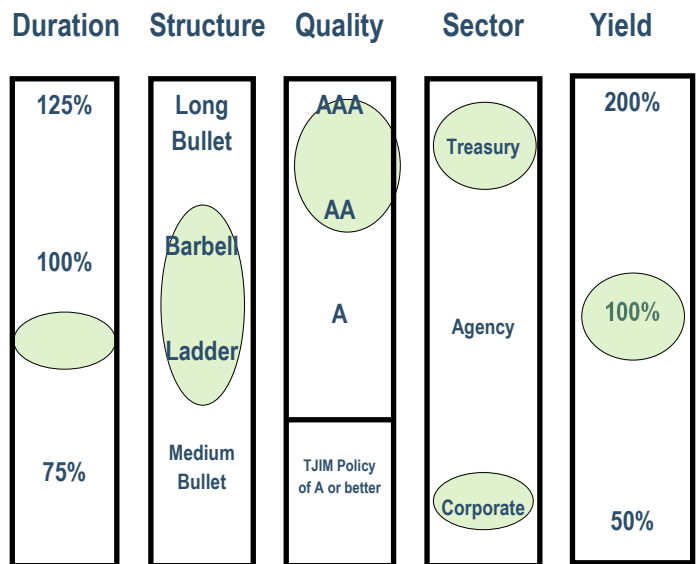 Duration
Structure
Quality
Sector
Yield
125%
100%
75%
Long
Bullet
Barbell
Ladder
Medium
Bullet
AAA
AA
A
TJIM Policy
of A or better
Treasury
Agency
Corporate
200%
100%
50%